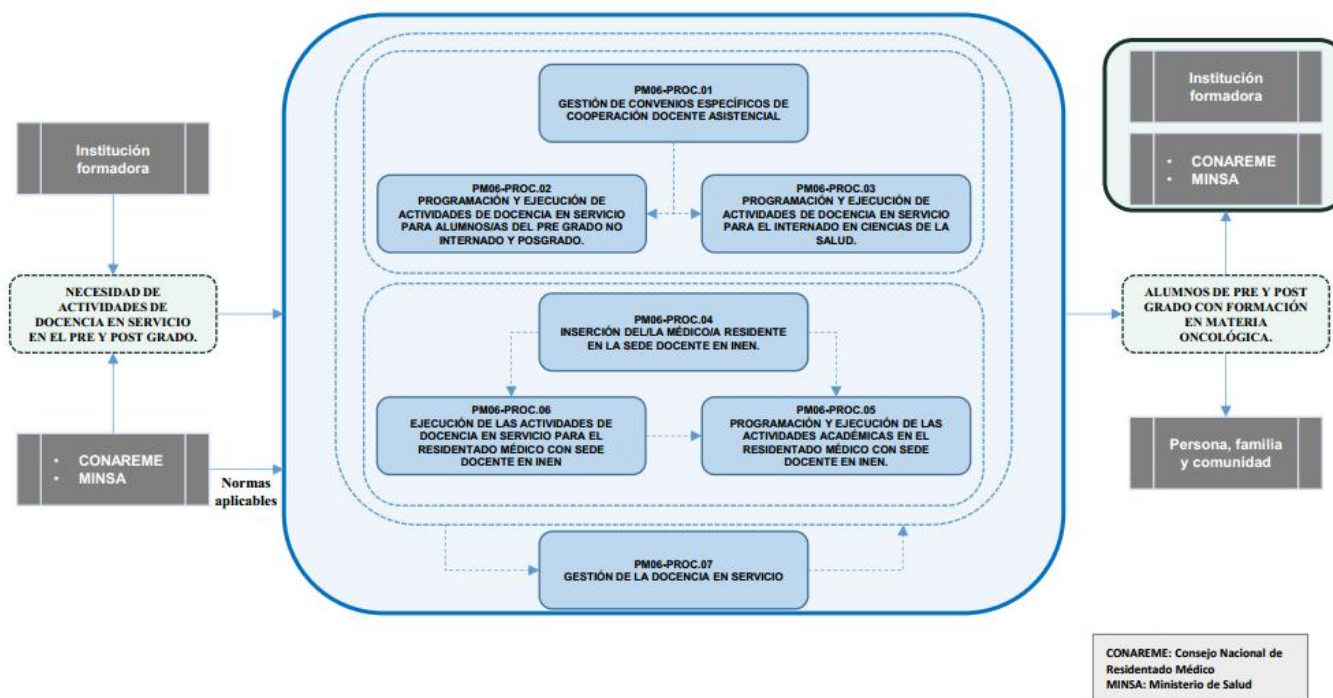 Institución
formadora
NECESIDAD DE
ACTIVIDADES DE
DOCENCIA EN SERVICIO
EN EL PRE Y POST GRADO.
• CONAREME
• MINSA
Normas
aplicables
PM06-PROC.01
GESTIÓN DE CONVENIOS ESPECÍFICOS DE
COOPERACIÓN DOCENTE ASISTENCIAL
PM06-PROC.02
PROGRAMACIÓN Y EJECUCIÓN DE
ACTIVIDADES DE DOCENCIA EN SERVICIO
PARA ALUMNOS/AS DEL PRE GRADO NO
INTERNADO Y POSGRADO.
PM06-PROC.03
PROGRAMACIÓN Y EJECUCIÓN DE
ACTIVIDADES DE DOCENCIA EN SERVICIO
PARA EL INTERNADO EN CIENCIAS DE LA
SALUD.
PM06-PROC.04
INSERCIÓN DEL/LA MÉDICO/A RESIDENTE
EN LA SEDE DOCENTE EN INEN.
PM06-PROC.06
EJECUCIÓN DE LAS ACTIVIDADES DE
DOCENCIA EN SERVICIO PARA EL
RESIDENTADO MÉDICO CON SEDE
DOCENTE EN INEN
PM06-PROC.05
PROGRAMACIÓN Y EJECUCIÓN DE LAS
ACTIVIDADES ACADÉMICAS EN EL
RESIDENTADO MÉDICO CON SEDE
DOCENTE EN INEN.
PM06-PROC.07
GESTIÓN DE LA DOCENCIA EN SERVICIO
Institución
formadora
• CONAREME
• MINSA
ALUMNOS DE PRE Y POST
GRADO CON FORMACIÓN
EN MATERIA
ONCOLÓGICA.
Persona, familia
y comunidad
CONAREME: Consejo Nacional de
Residentado Médico
MINSA: Ministerio de Salud